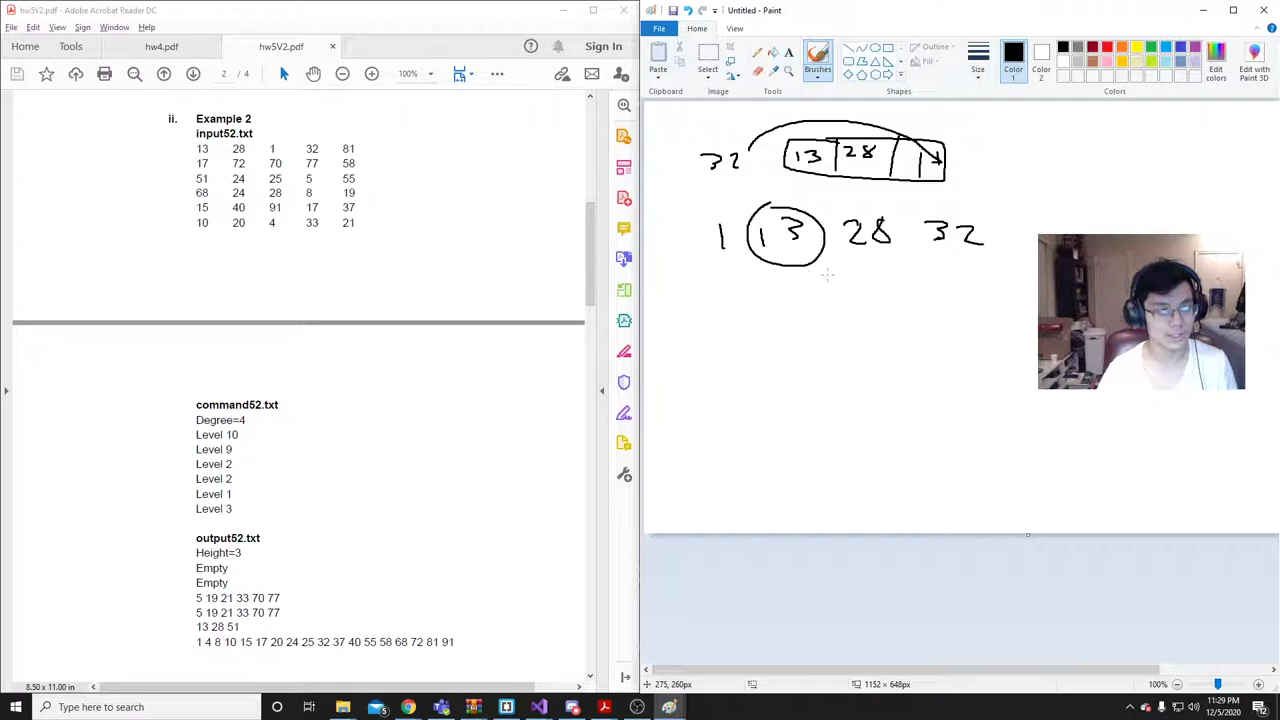 hw5V2.pdf - Adobe Acrobat Reader DC
File Edit View Sign Window Help
Home Tools hw4.pdf hw5V2.pdf × Sign In
2 / 4 100%
ii. Example 2
input52.txt
13 28 1 32 81
17 72 70 77 58
51 24 25 5 55
68 24 28 8 19
15 40 91 17 37
10 20 4 33 21
command52.txt
Degree=4
Level 10
Level 9
Level 2
Level 2
Level 1
Level 3
output52.txt
Height=3
Empty
Empty
5 19 21 33 70 77
5 19 21 33 70 77
13 28 51
1 4 8 10 15 17 20 24 25 32 37 40 55 58 68 72 81 91
8.50 x 11.00 in
Untitled - Paint
File Home View
Paste Select Brushes Outline Fill Size Color 1 Color 2 Edit colors Edit with Paint 3D
Clipboard Image Tools Shapes Colors
32 13 28 1
1 13 28 32
275, 260px 1152 × 648px 100%
Type here to search
11:29 PM
12/5/2020